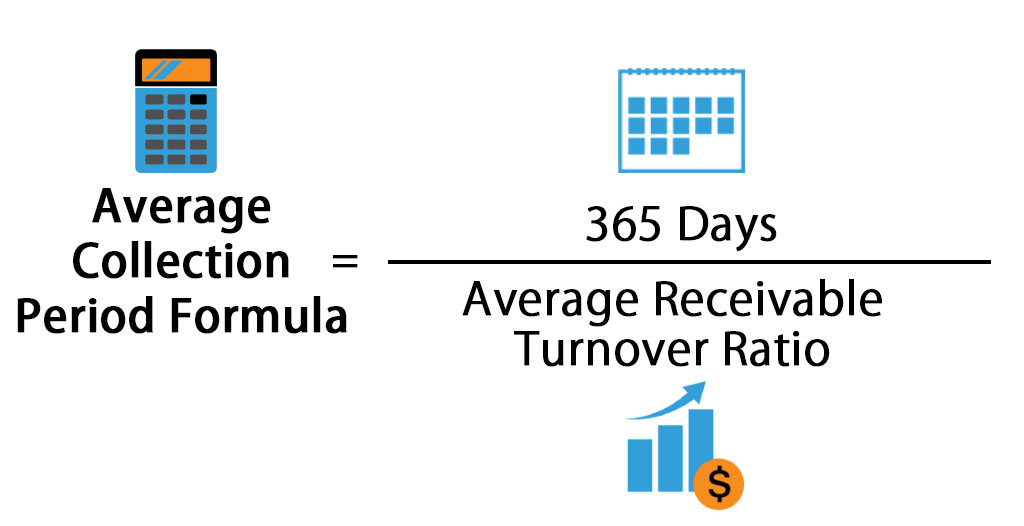 Average
Collection
Period Formula
=
365 Days
Average Receivable
Turnover Ratio
$